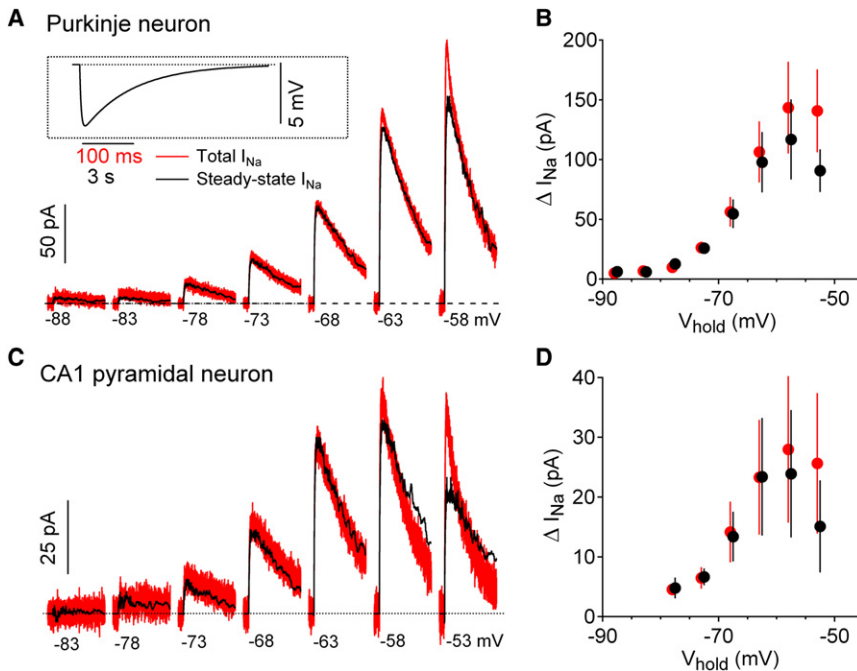 A Purkinje neuron
5 mV
100 ms
3 s
Total I_Na
Steady-state I_Na
50 pA
-88 -83 -78 -73 -68 -63 -58 mV
B
Δ I_Na (pA)
200
150
100
50
0
-90 -70 -50
V_hold (mV)
C CA1 pyramidal neuron
25 pA
-83 -78 -73 -68 -63 -58 -53 mV
D
Δ I_Na (pA)
40
30
20
10
0
-90 -70 -50
V_hold (mV)